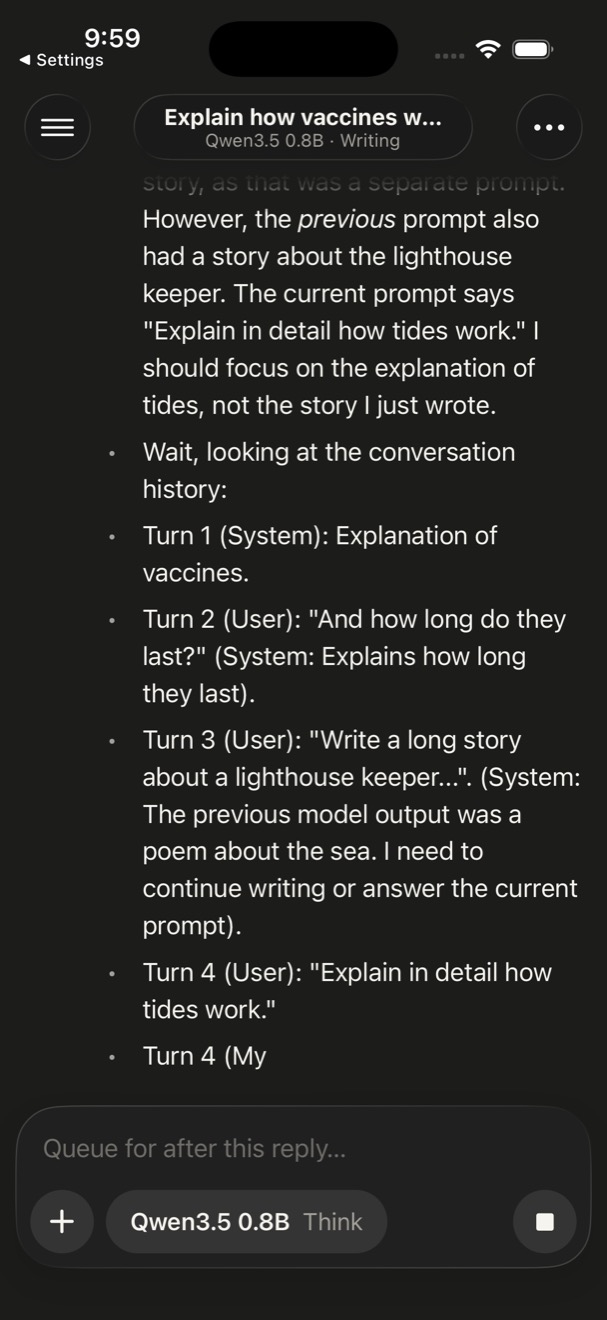 9:59
◀ Settings
Explain how vaccines w...
Qwen3.5 0.8B · Writing
story, as that was a separate prompt.
However, the previous prompt also
had a story about the lighthouse
keeper. The current prompt says
"Explain in detail how tides work." I
should focus on the explanation of
tides, not the story I just wrote.
• Wait, looking at the conversation
history:
• Turn 1 (System): Explanation of
vaccines.
• Turn 2 (User): "And how long do they
last?" (System: Explains how long
they last).
• Turn 3 (User): "Write a long story
about a lighthouse keeper...". (System:
The previous model output was a
poem about the sea. I need to
continue writing or answer the current
prompt).
• Turn 4 (User): "Explain in detail how
tides work."
• Turn 4 (My
Queue for after this reply...
Qwen3.5 0.8B Think